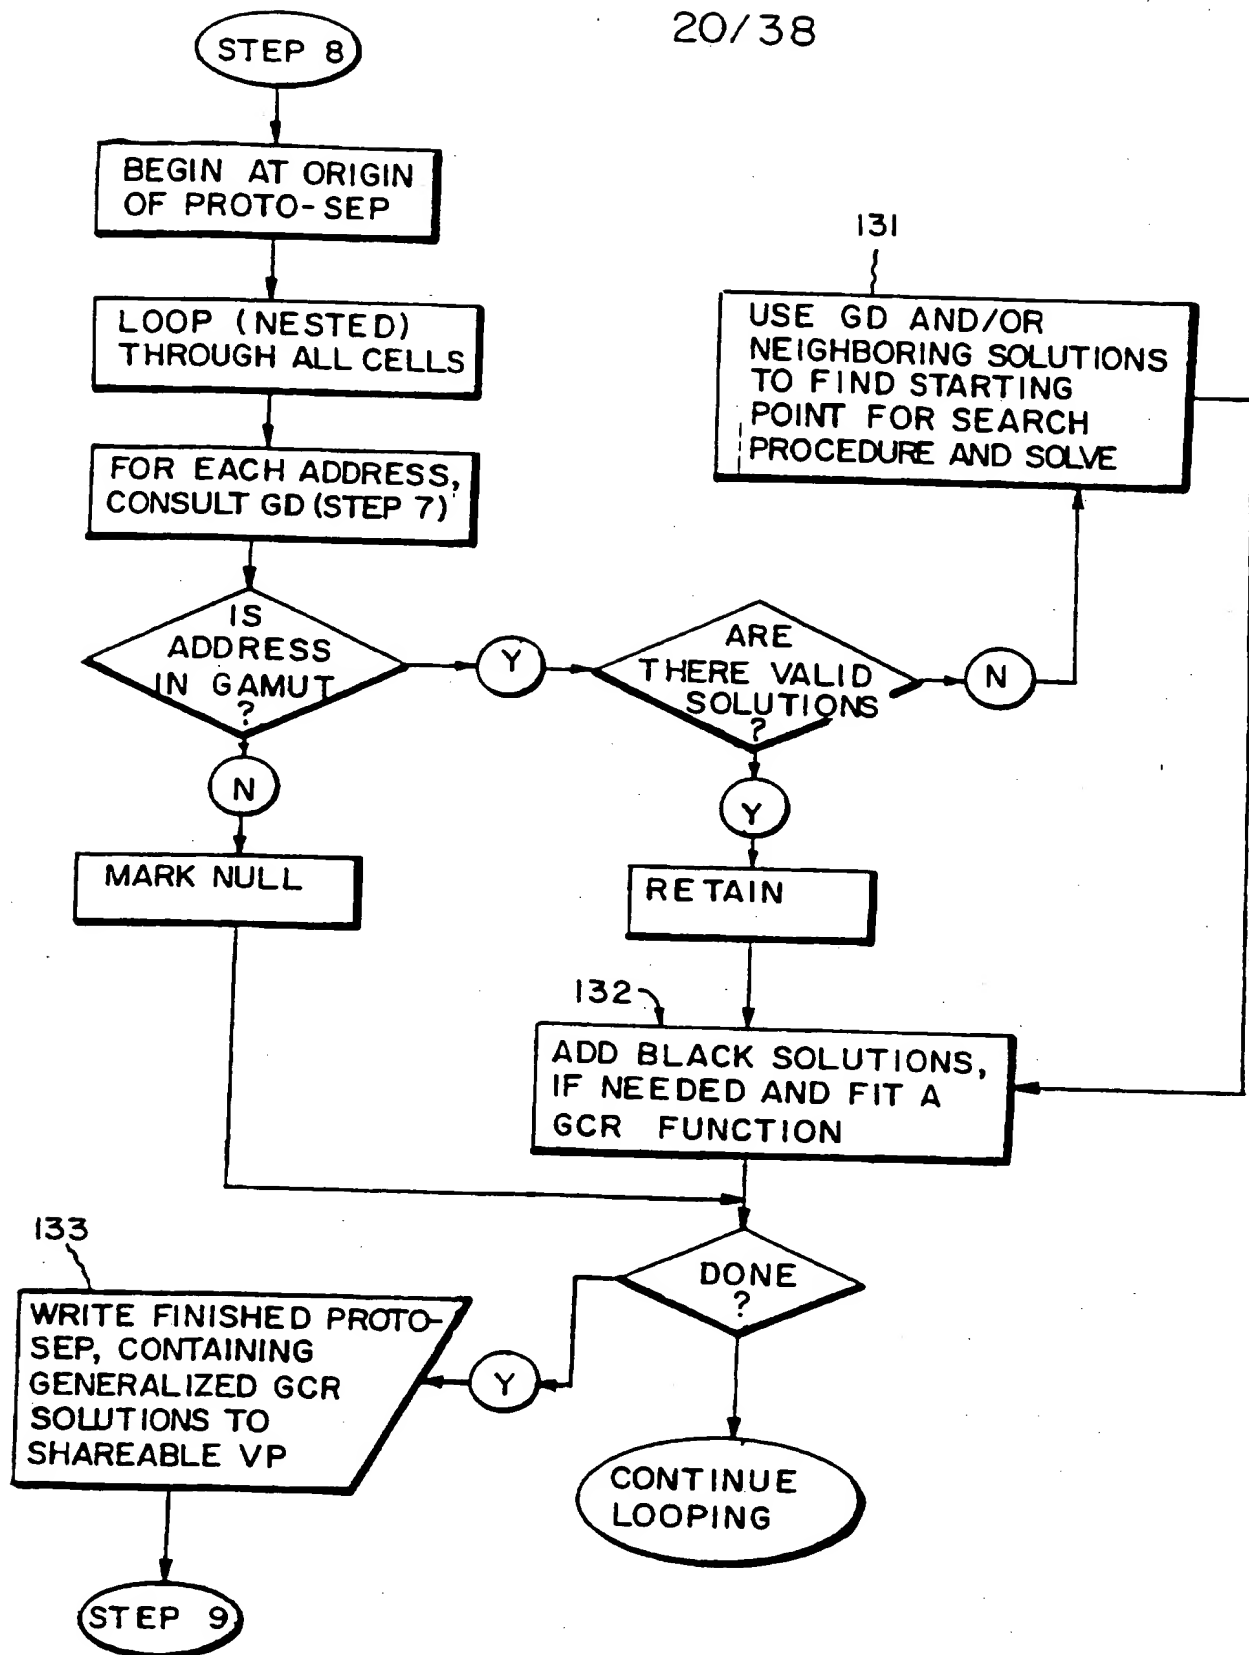 20/38
STEP 8
BEGIN AT ORIGIN
OF PROTO-SEP
LOOP (NESTED)
THROUGH ALL CELLS
FOR EACH ADDRESS,
CONSULT GD (STEP 7)
IS
ADDRESS
IN GAMUT
?
Y
N
MARK NULL
ARE
THERE VALID
SOLUTIONS
?
N
131
USE GD AND/OR
NEIGHBORING SOLUTIONS
TO FIND STARTING
POINT FOR SEARCH
PROCEDURE AND SOLVE
Y
RETAIN
132
ADD BLACK SOLUTIONS,
IF NEEDED AND FIT A
GCR FUNCTION
DONE
?
Y
133
WRITE FINISHED PROTO-
SEP, CONTAINING
GENERALIZED GCR
SOLUTIONS TO
SHAREABLE VP
CONTINUE
LOOPING
STEP 9